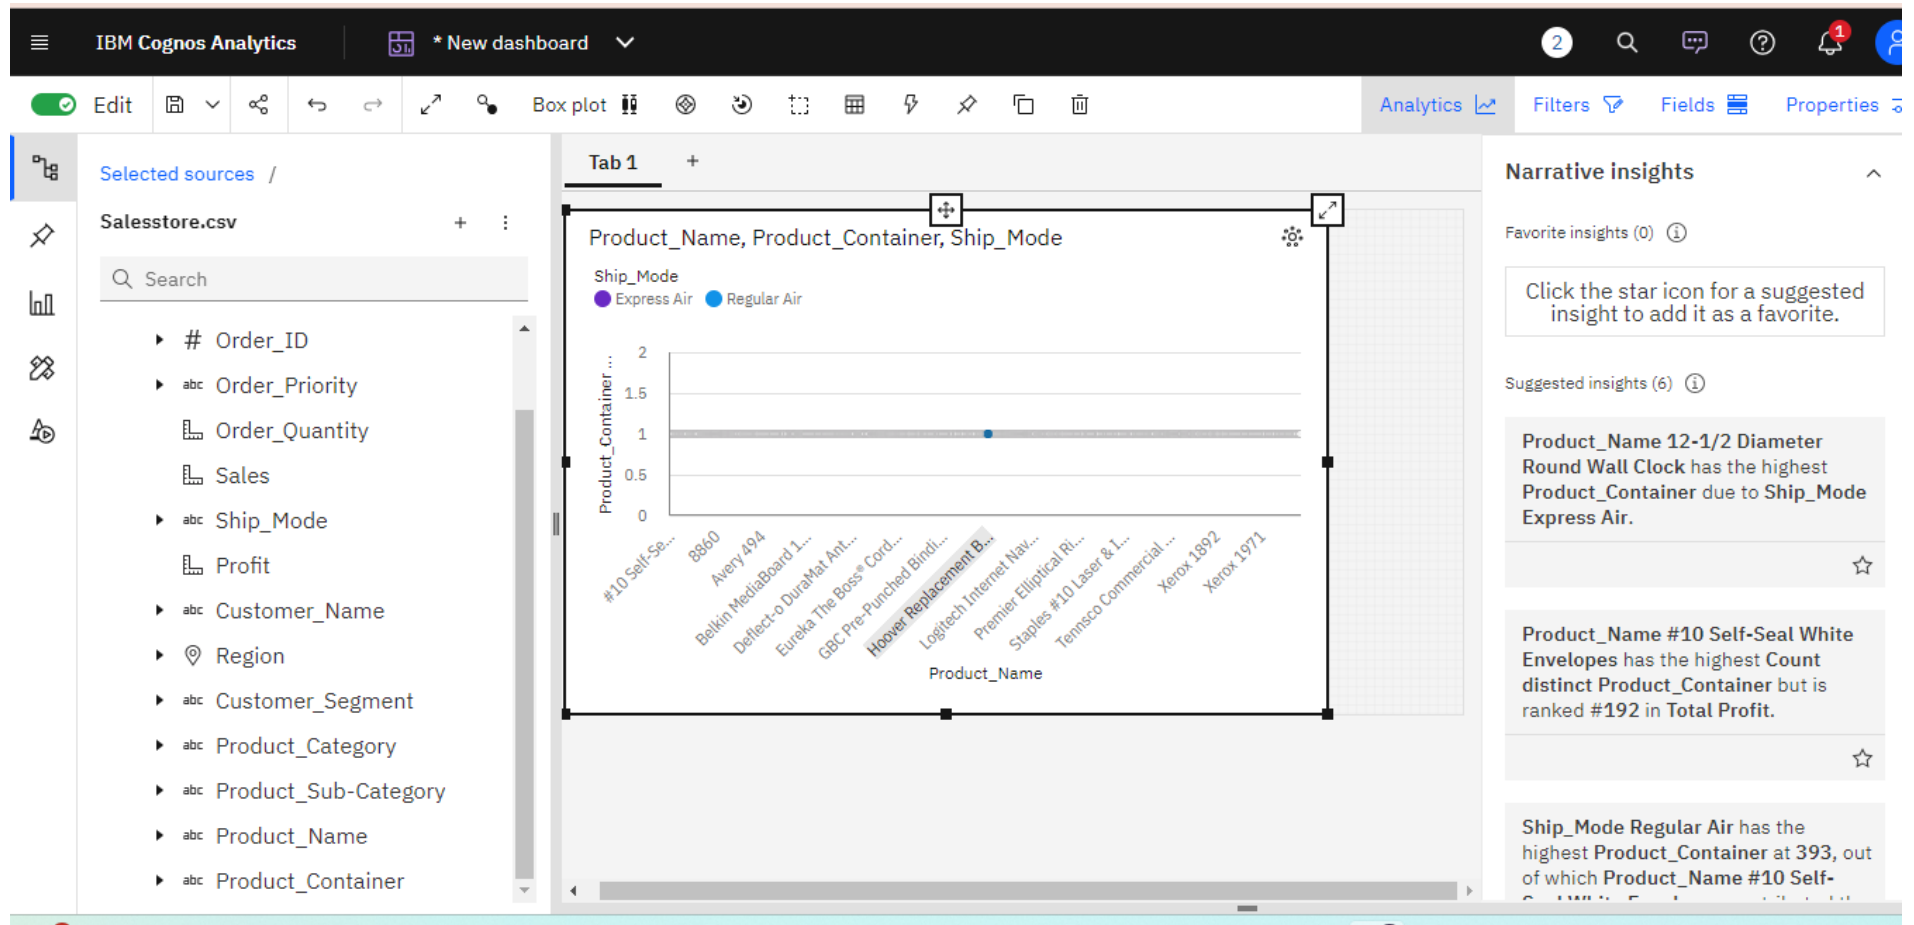 IBM Cognos Analytics
* New dashboard
2
1
Edit
Box plot
Analytics
Filters
Fields
Properties
Selected sources /
Salesstore.csv
Search
# Order_ID
abc Order_Priority
Order_Quantity
Sales
abc Ship_Mode
Profit
abc Customer_Name
Region
abc Customer_Segment
abc Product_Category
abc Product_Sub-Category
abc Product_Name
abc Product_Container
Tab 1
Product_Name, Product_Container, Ship_Mode
Ship_Mode
Express Air
Regular Air
Product_Container ...
2
1.5
1
0.5
0
#10 Self-Se...
8860
Avery 494
Belkin MediaBoard 1...
Deflect-o DuraMat Ant...
Eureka The Boss® Cord...
GBC Pre-Punched Bindi...
Hoover Replacement B...
Logitech Internet Nav...
Premier Elliptical Ri...
Staples #10 Laser & I...
Tennsco Commercial ...
Xerox 1892
Xerox 1971
Product_Name
Narrative insights
Favorite insights (0)
Click the star icon for a suggested
insight to add it as a favorite.
Suggested insights (6)
Product_Name 12-1/2 Diameter
Round Wall Clock has the highest
Product_Container due to Ship_Mode
Express Air.
Product_Name #10 Self-Seal White
Envelopes has the highest Count
distinct Product_Container but is
ranked #192 in Total Profit.
Ship_Mode Regular Air has the
highest Product_Container at 393, out
of which Product_Name #10 Self-